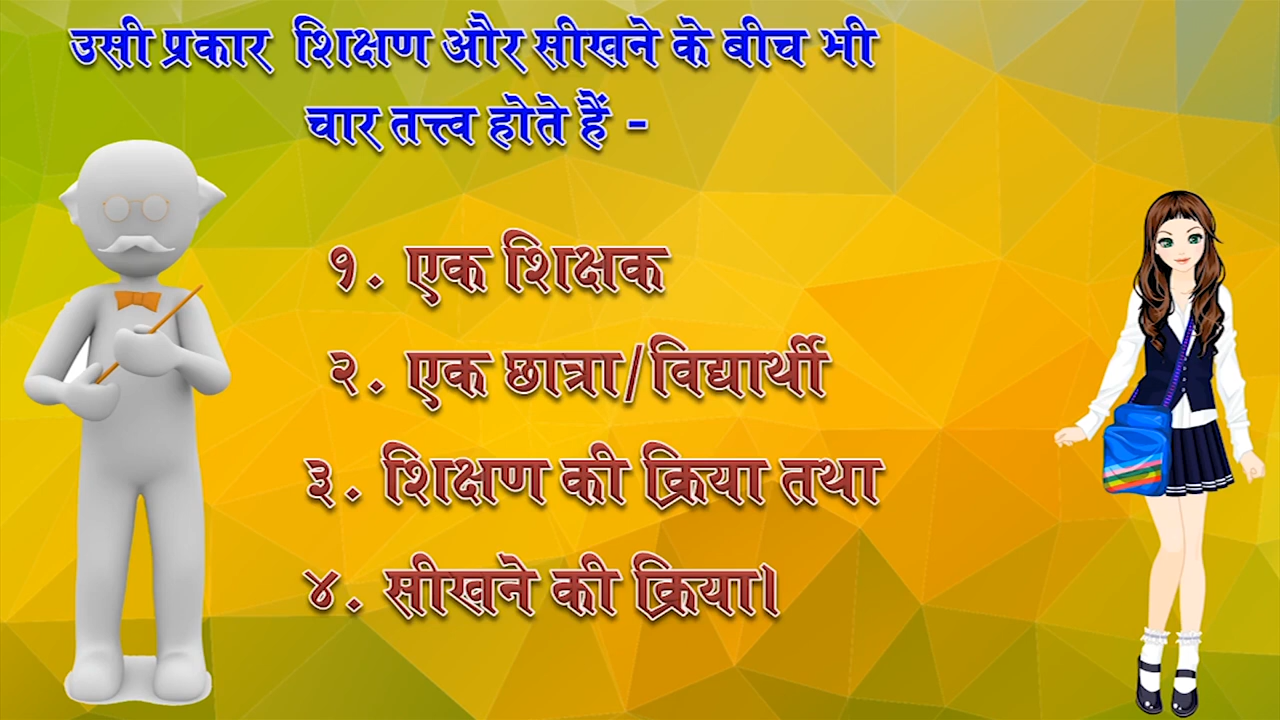 उसी प्रकार शिक्षण और सीखने के बीच भी
चार तत्त्व होते हैं -
१. एक शिक्षक
२. एक छात्रा/विद्यार्थी
३. शिक्षण की क्रिया तथा
४. सीखने की क्रिया।